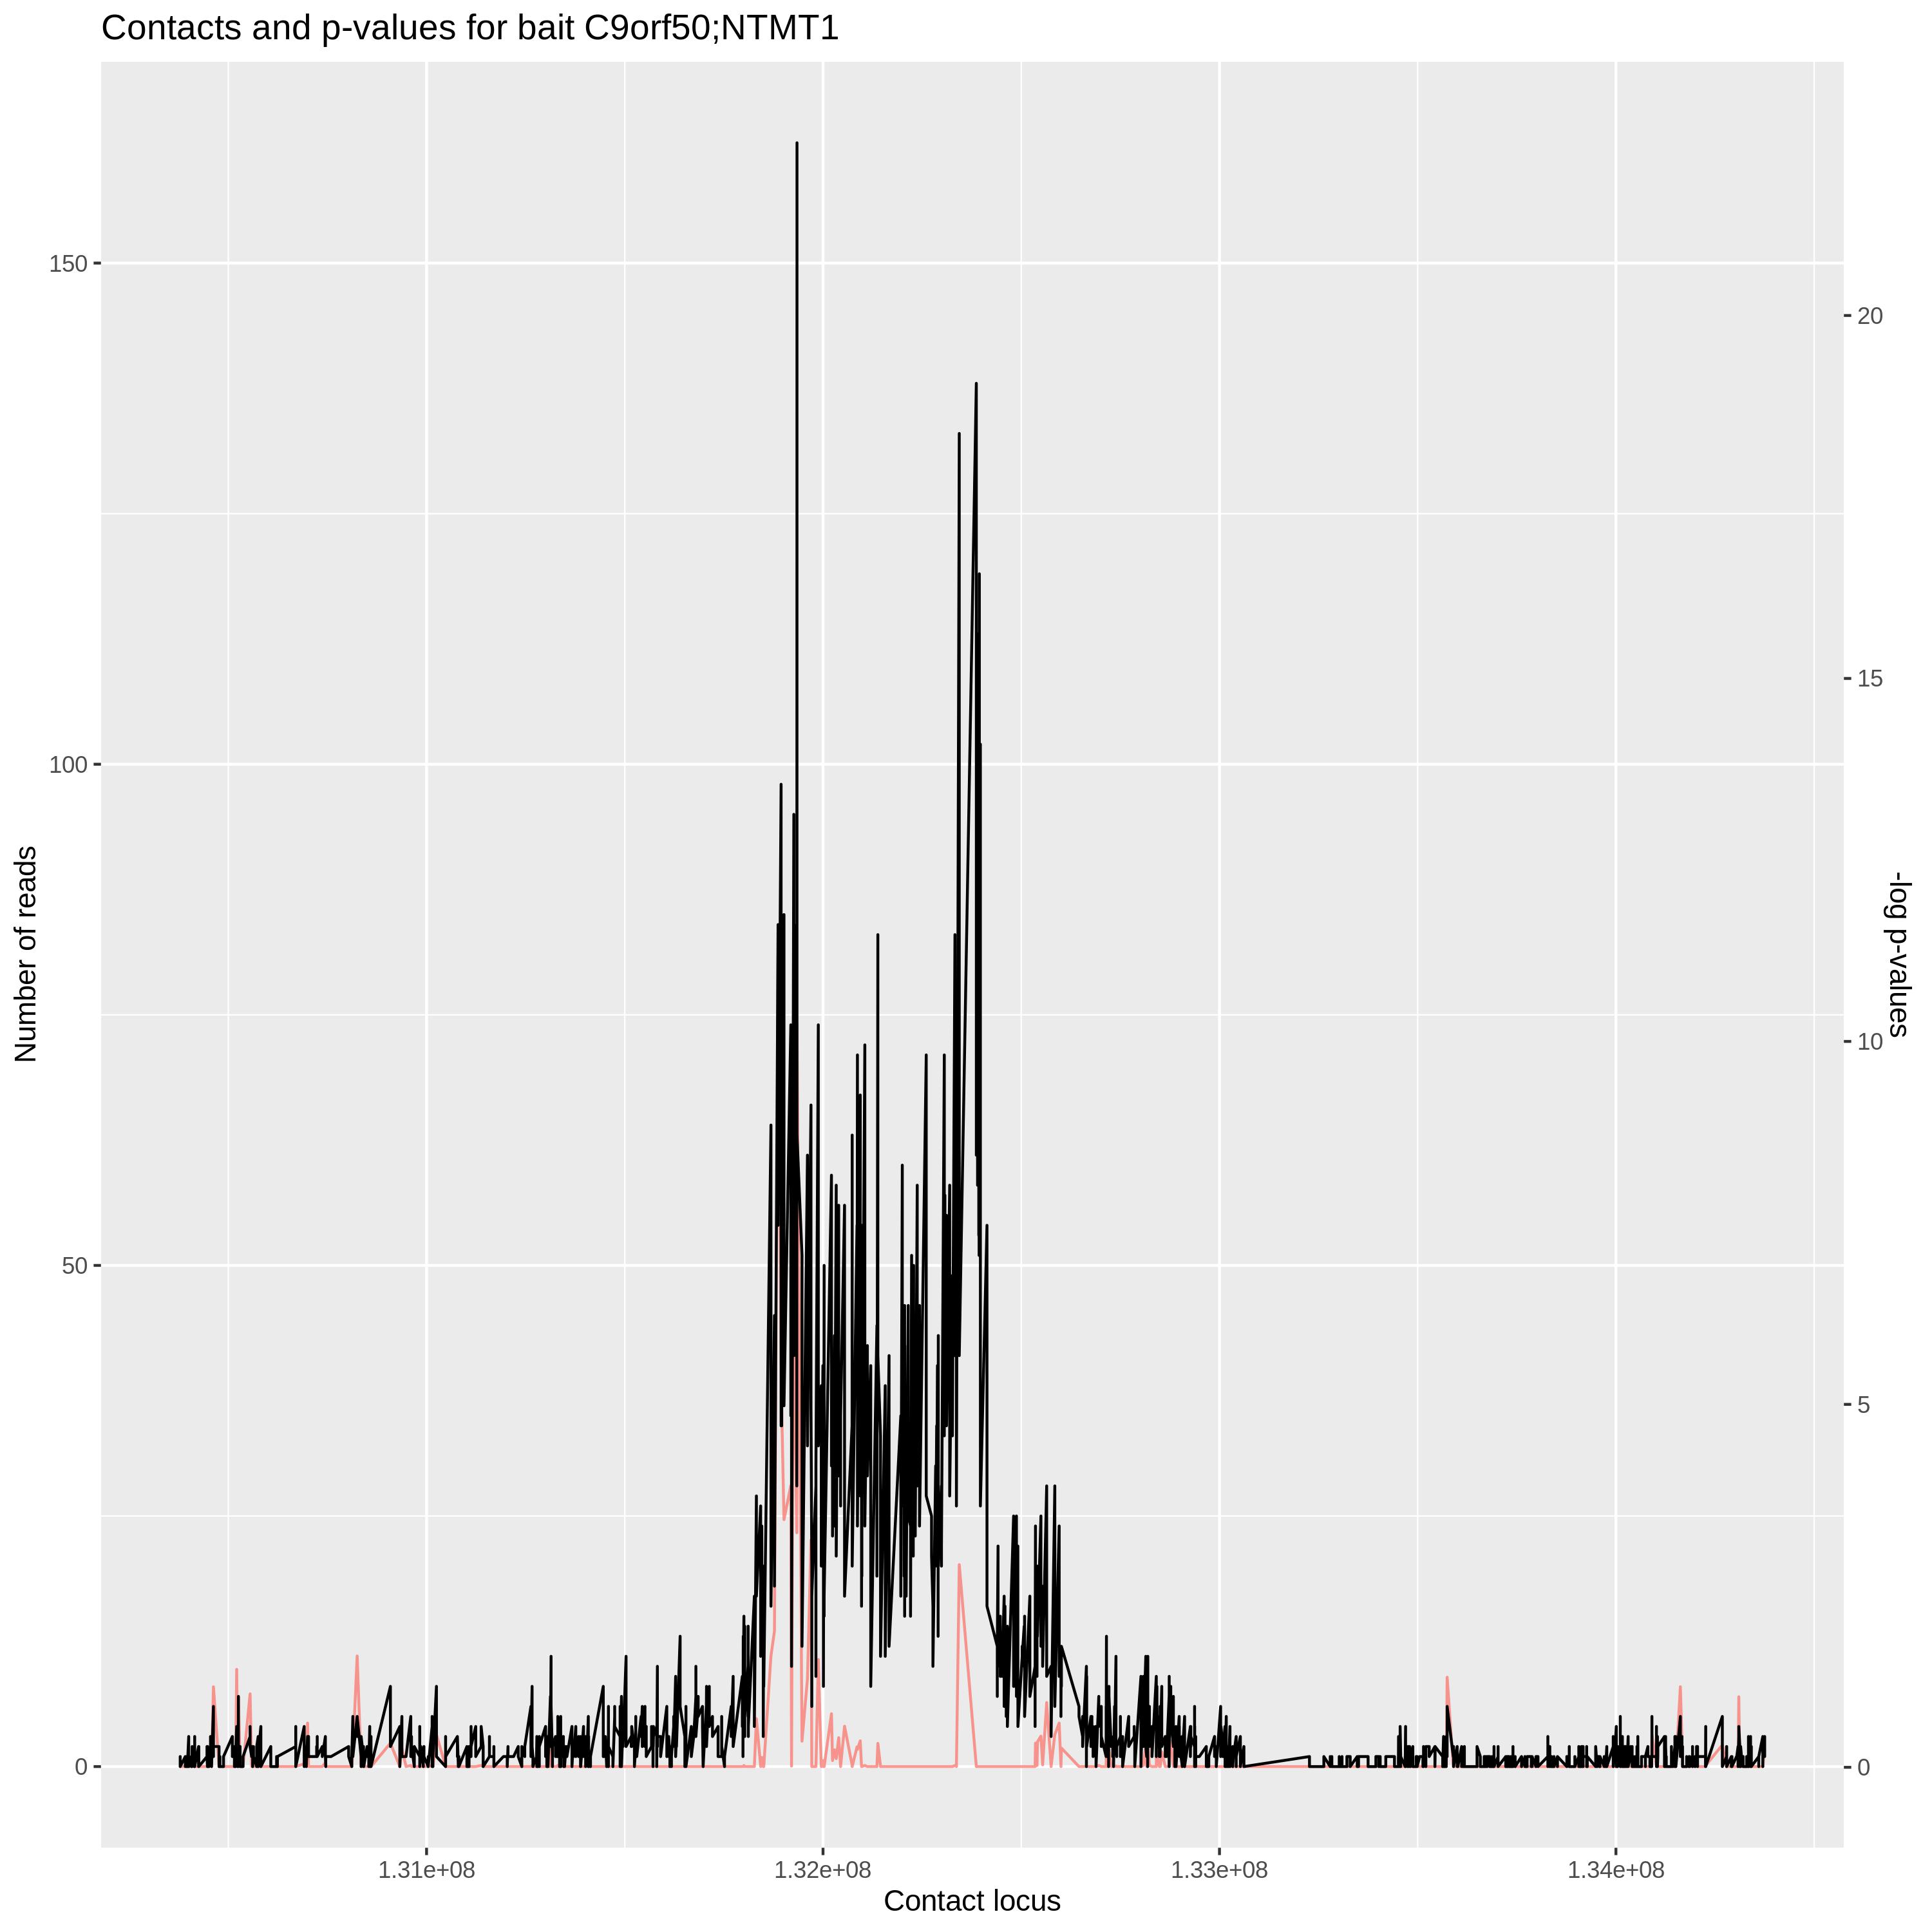 Contacts and p-values for bait C9orf50;NTMT1
150
100
50
0
Number of reads
20
15
10
5
0
-log p-values
1.31e+08
1.32e+08
1.33e+08
1.34e+08
Contact locus